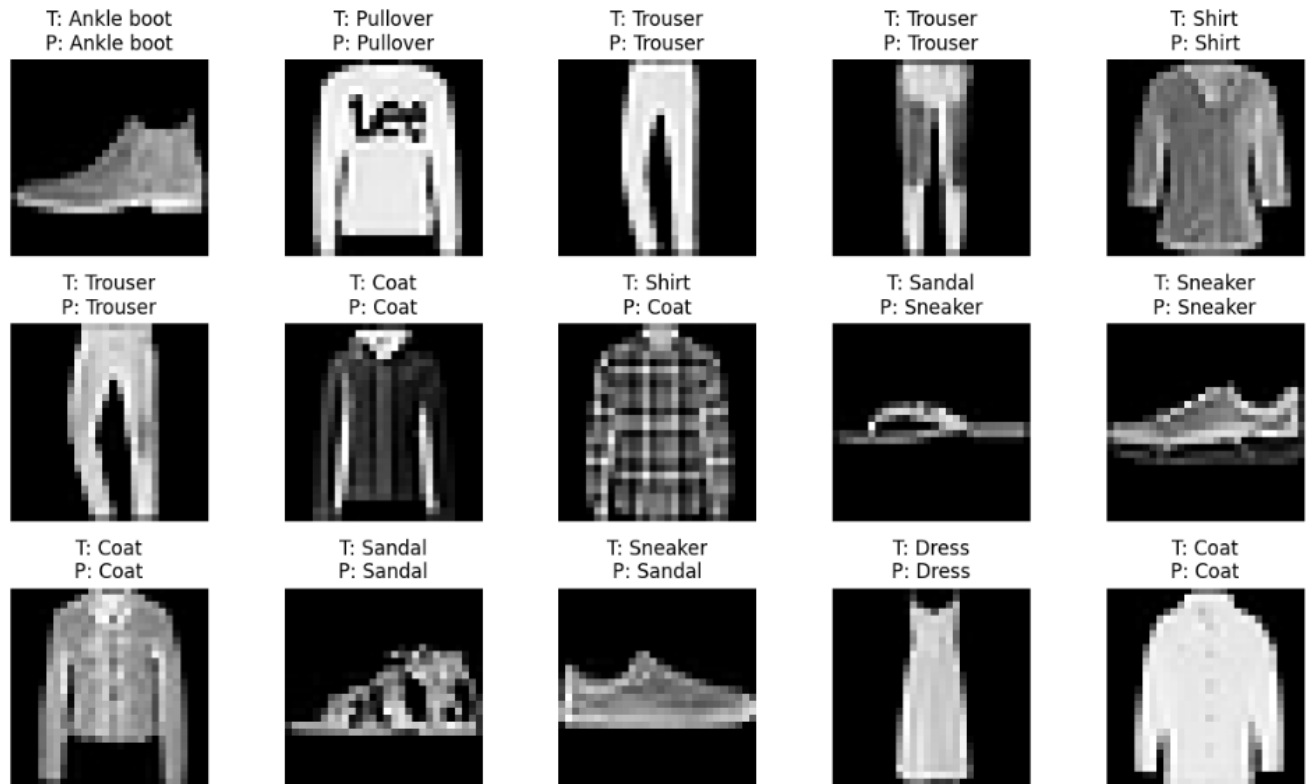 T: Ankle boot
P: Ankle boot
T: Pullover
P: Pullover
T: Trouser
P: Trouser
T: Trouser
P: Trouser
T: Shirt
P: Shirt
Lee
T: Trouser
P: Trouser
T: Coat
P: Coat
T: Shirt
P: Coat
T: Sandal
P: Sneaker
T: Sneaker
P: Sneaker
T: Coat
P: Coat
T: Sandal
P: Sandal
T: Sneaker
P: Sandal
T: Dress
P: Dress
T: Coat
P: Coat